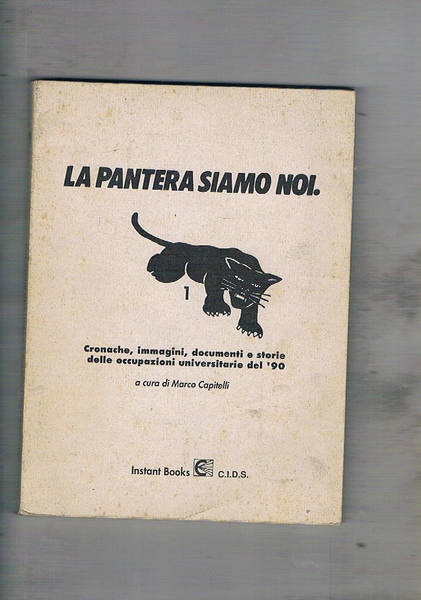 LA PANTERA SIAMO NOI.
1
Cronache, immagini, documenti e storie
delle occupazioni universitarie del '90
a cura di Marco Capitelli
Instant Books C.I.D.S.